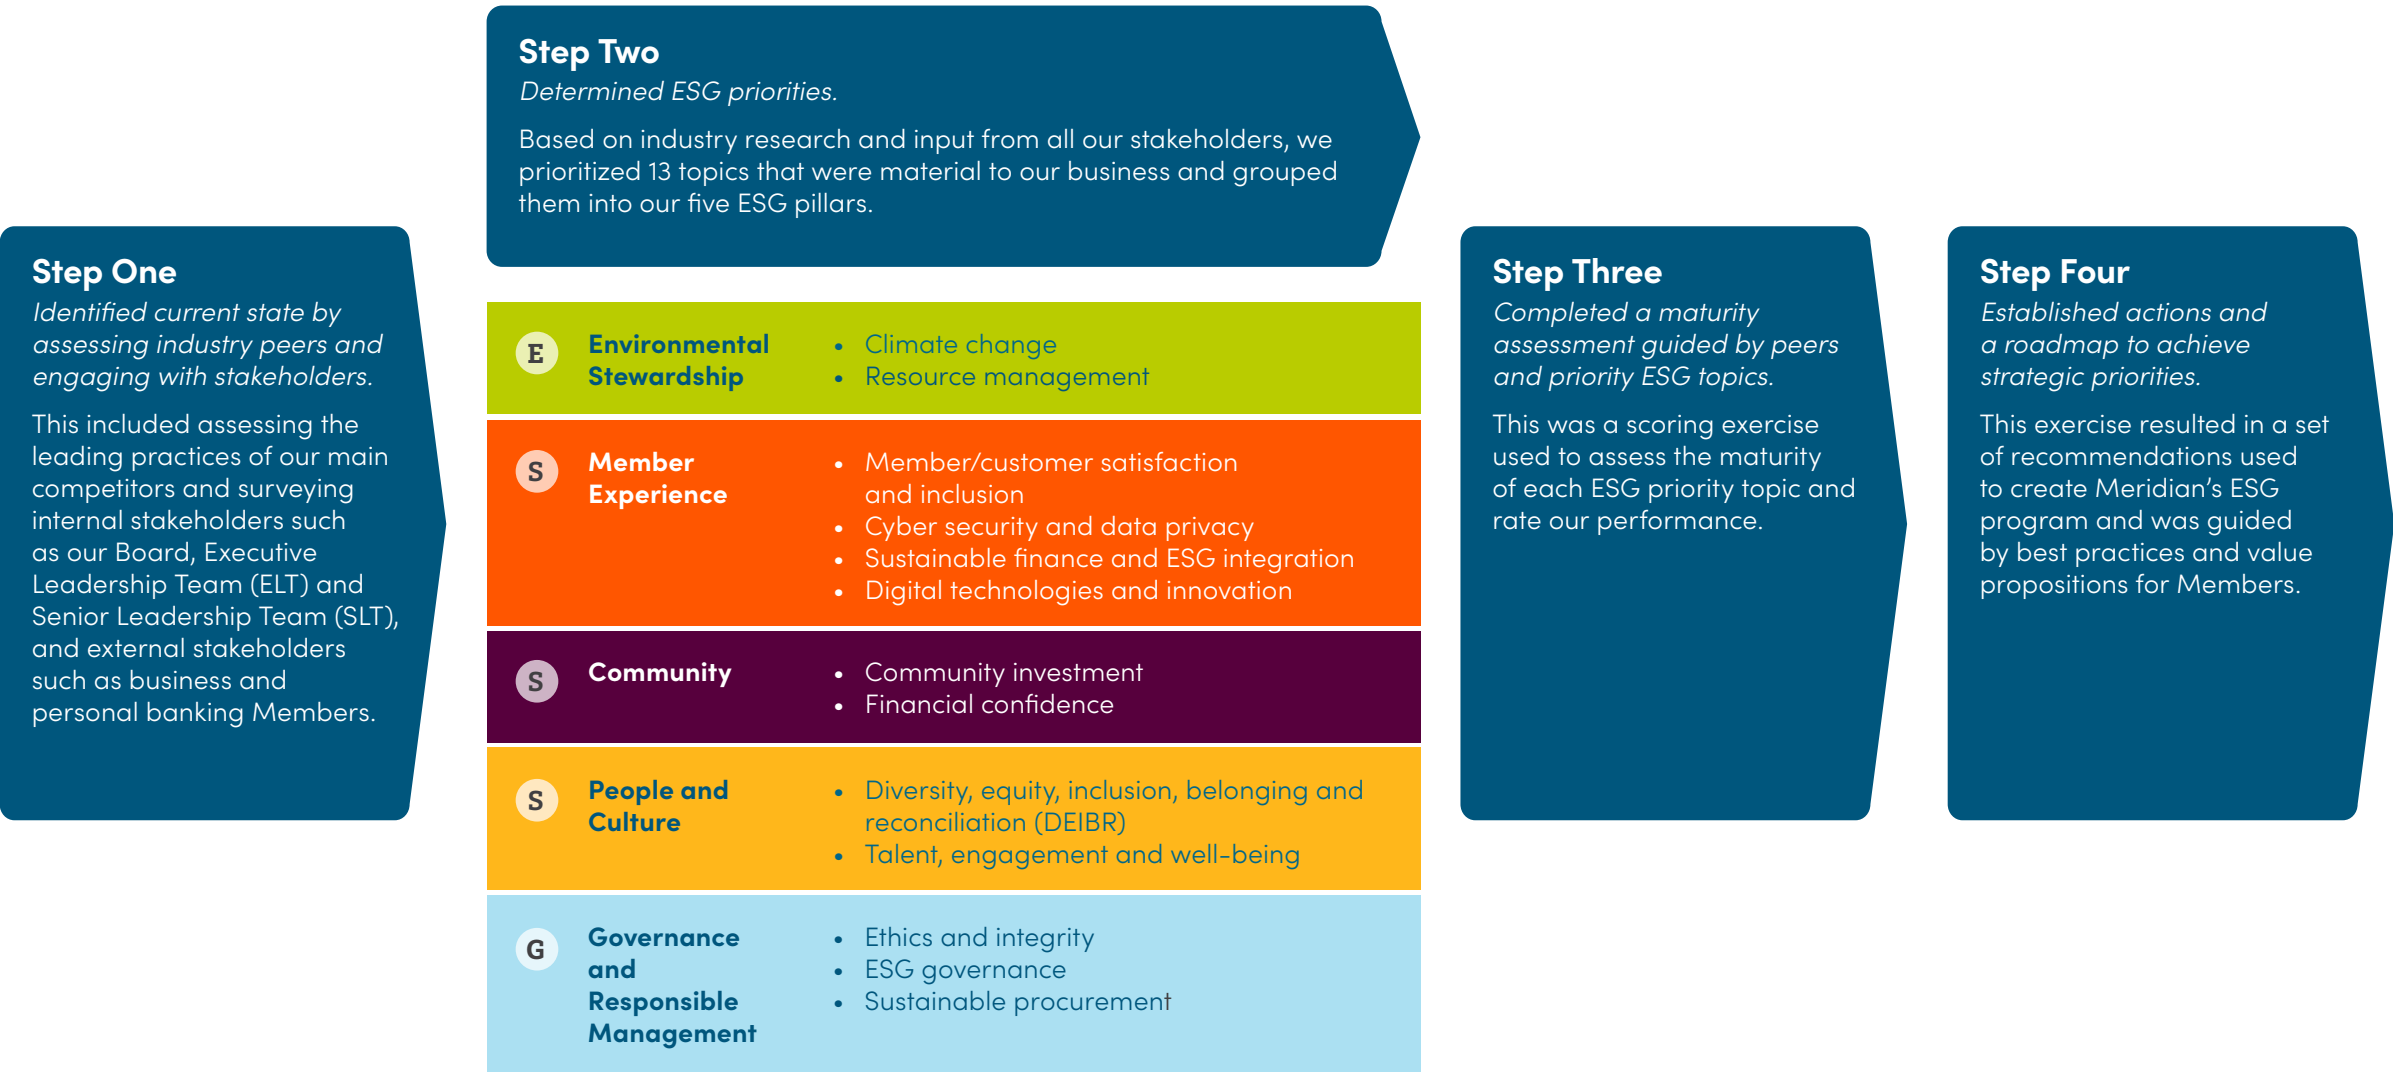 Step One
Identified current state by
assessing industry peers and
engaging with stakeholders.
This included assessing the
leading practices of our main
competitors and surveying
internal stakeholders such
as our Board, Executive
Leadership Team (ELT) and
Senior Leadership Team (SLT),
and external stakeholders
such as business and
personal banking Members.
Step Two
Determined ESG priorities.
Based on industry research and input from all our stakeholders, we
prioritized 13 topics that were material to our business and grouped
them into our five ESG pillars.
E
Environmental
Stewardship
• Climate change
• Resource management
S
Member
Experience
• Member/customer satisfaction
and inclusion
• Cyber security and data privacy
• Sustainable finance and ESG integration
• Digital technologies and innovation
S
Community
• Community investment
• Financial confidence
S
People and
Culture
• Diversity, equity, inclusion, belonging and
reconciliation (DEIBR)
• Talent, engagement and well-being
G
Governance
and
Responsible
Management
• Ethics and integrity
• ESG governance
• Sustainable procurement
Step Three
Completed a maturity
assessment guided by peers
and priority ESG topics.
This was a scoring exercise
used to assess the maturity
of each ESG priority topic and
rate our performance.
Step Four
Established actions and
a roadmap to achieve
strategic priorities.
This exercise resulted in a set
of recommendations used
to create Meridian’s ESG
program and was guided
by best practices and value
propositions for Members.